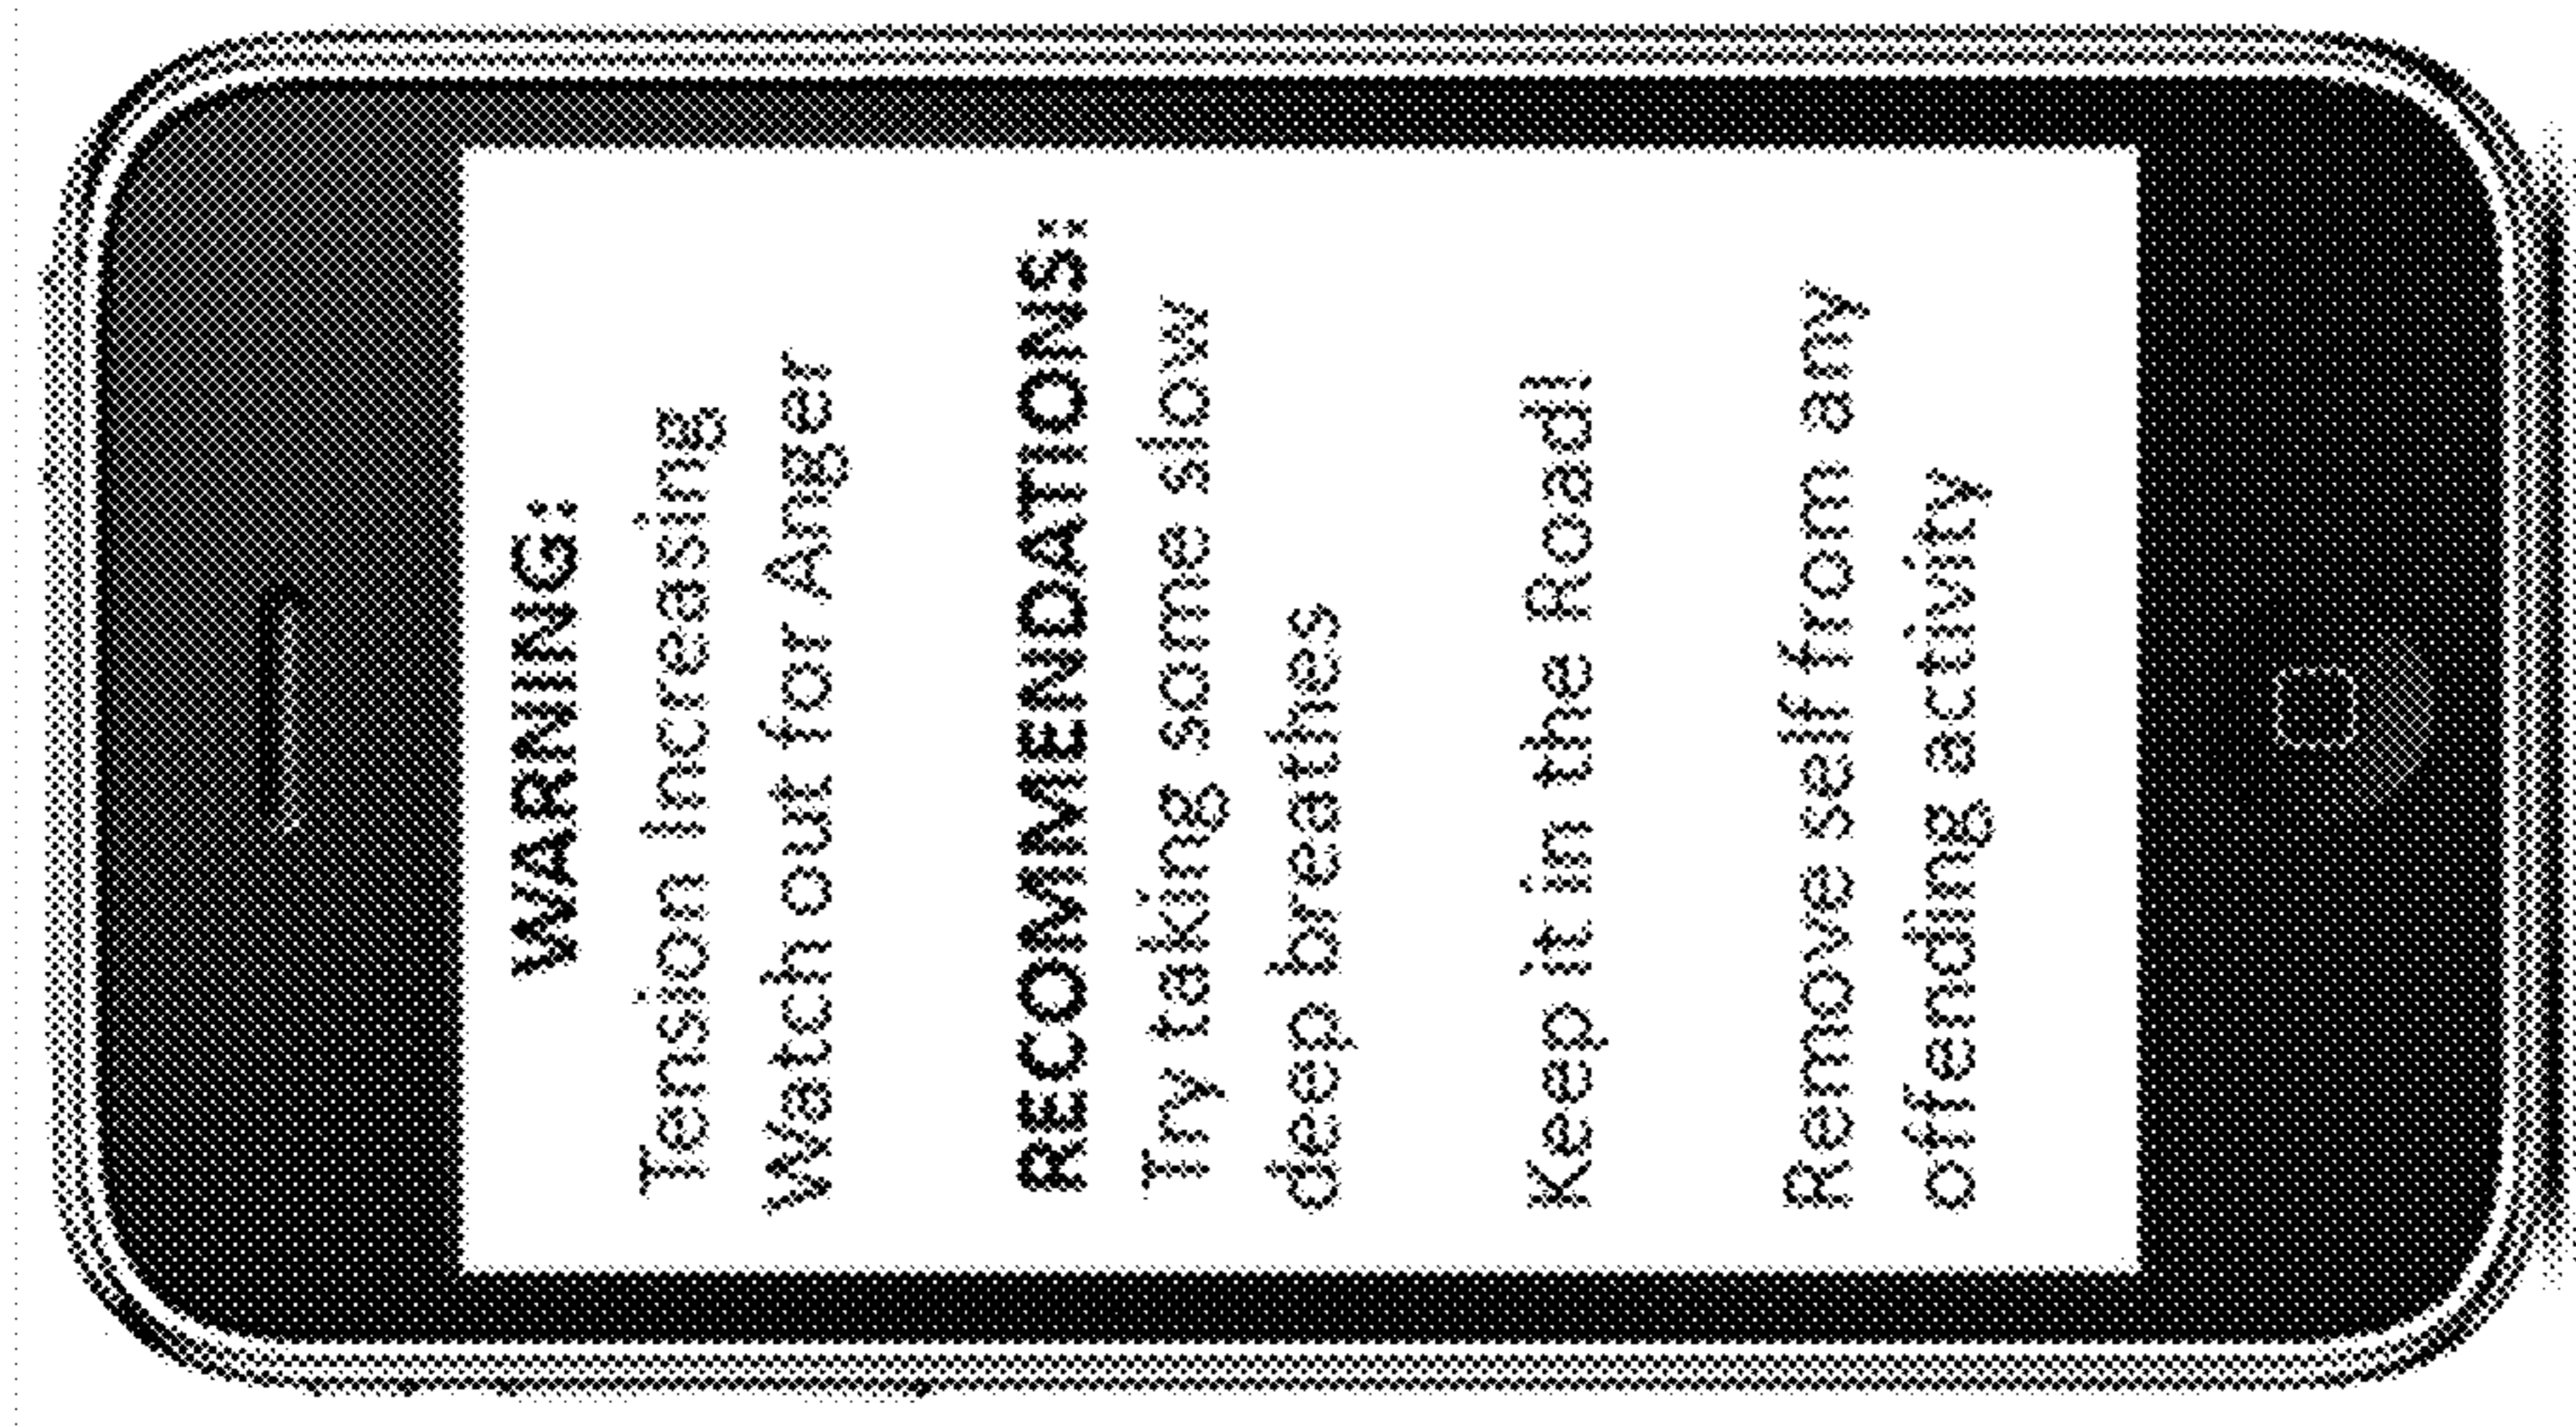 WARNING:
Tension Increasing
Watch out for Anger
RECOMMENDATIONS:
Try taking some slow
deep breathes
Keep it in the Road!
Remove self from any
offending activity